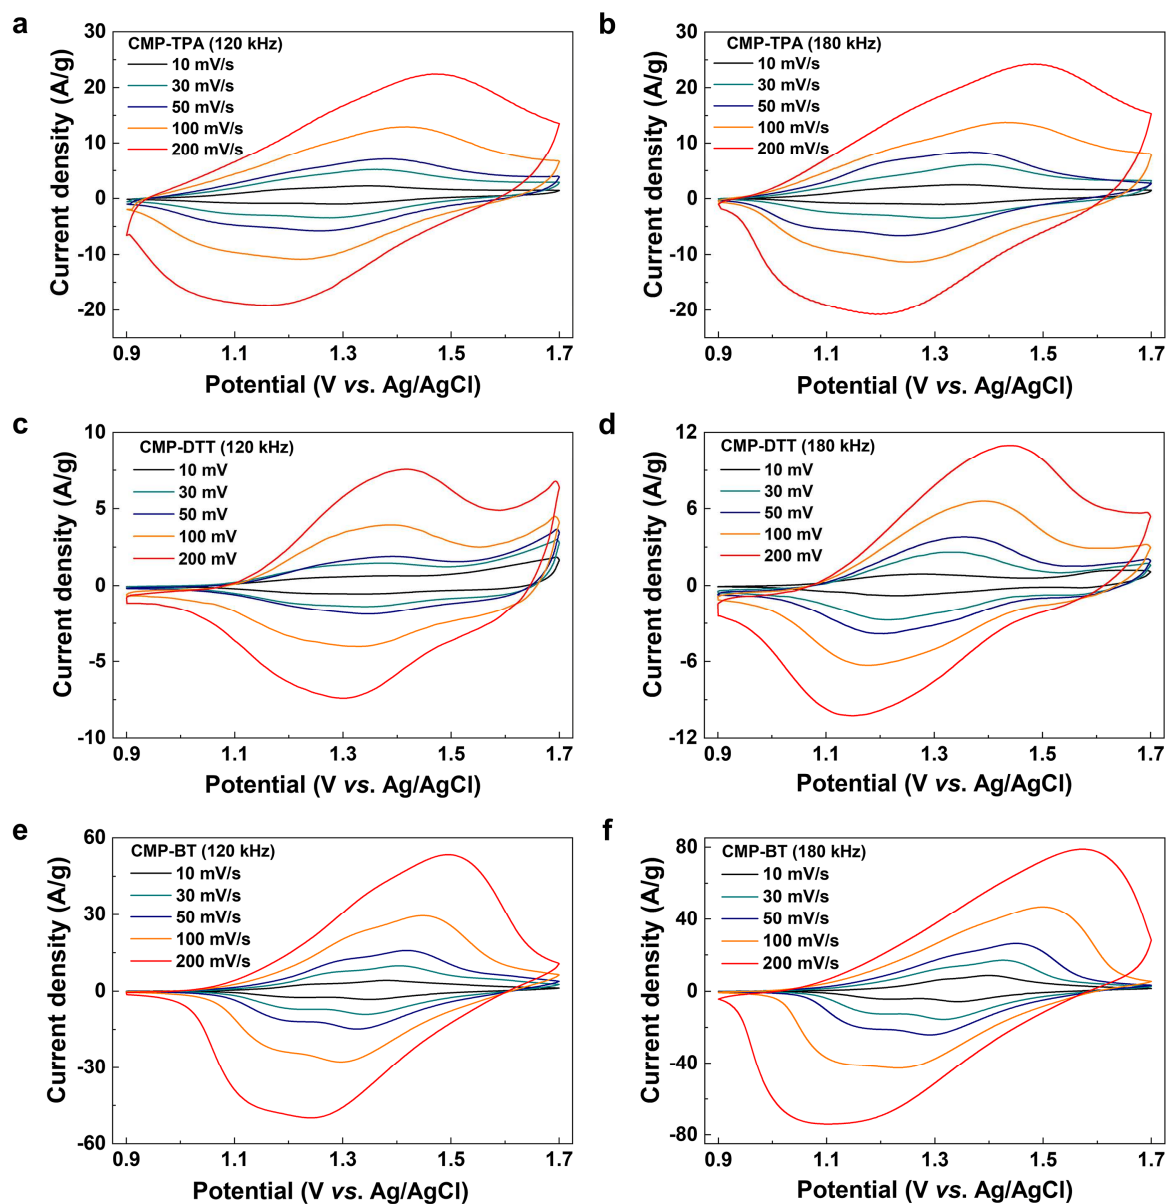 a
CMP-TPA (120 kHz)
10 mV/s
30 mV/s
50 mV/s
100 mV/s
200 mV/s
30
20
10
0
-10
-20
Current density (A/g)
0.9 1.1 1.3 1.5 1.7
Potential (V vs. Ag/AgCl)
b
CMP-TPA (180 kHz)
10 mV/s
30 mV/s
50 mV/s
100 mV/s
200 mV/s
30
20
10
0
-10
-20
Current density (A/g)
0.9 1.1 1.3 1.5 1.7
Potential (V vs. Ag/AgCl)
c
CMP-DTT (120 kHz)
10 mV
30 mV
50 mV
100 mV
200 mV
10
5
0
-5
-10
Current density (A/g)
0.9 1.1 1.3 1.5 1.7
Potential (V vs. Ag/AgCl)
d
CMP-DTT (180 kHz)
10 mV
30 mV
50 mV
100 mV
200 mV
12
6
0
-6
-12
Current density (A/g)
0.9 1.1 1.3 1.5 1.7
Potential (V vs. Ag/AgCl)
e
CMP-BT (120 kHz)
10 mV/s
30 mV/s
50 mV/s
100 mV/s
200 mV/s
60
30
0
-30
-60
Current density (A/g)
0.9 1.1 1.3 1.5 1.7
Potential (V vs. Ag/AgCl)
f
CMP-BT (180 kHz)
10 mV/s
30 mV/s
50 mV/s
100 mV/s
200 mV/s
80
40
0
-40
-80
Current density (A/g)
0.9 1.1 1.3 1.5 1.7
Potential (V vs. Ag/AgCl)